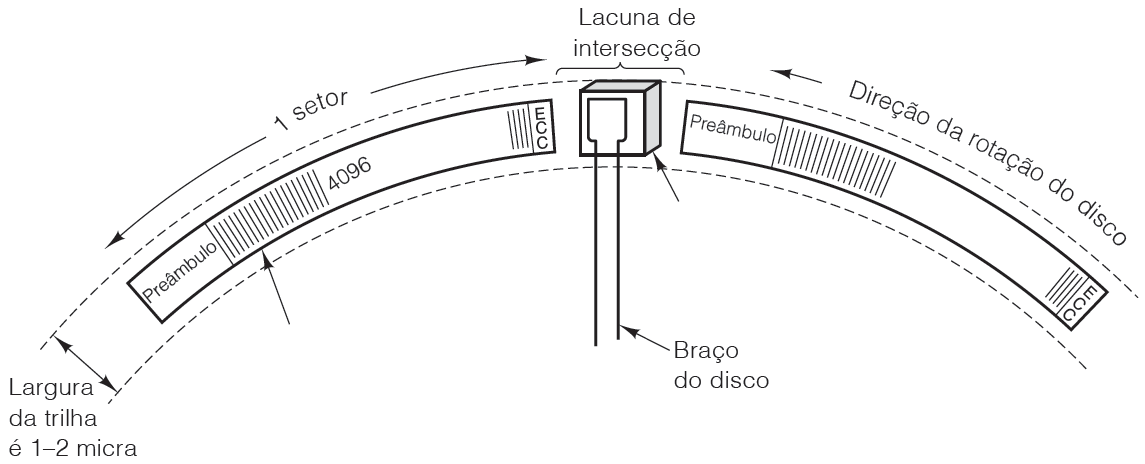 Lacuna de
intersecção
1 setor
Direção da rotação do disco
Preâmbulo
4096
E
C
C
Preâmbulo
E
C
C
Braço
do disco
Largura
da trilha
é 1–2 micra